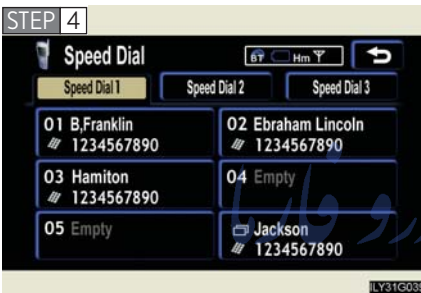 STEP 4
Speed Dial
BT Hm
Speed Dial 1 Speed Dial 2 Speed Dial 3
01 B,Franklin
1234567890
02 Ebraham Lincoln
1234567890
03 Hamiton
1234567890
04 Empty
05 Empty
Jackson
1234567890
ILY31G039